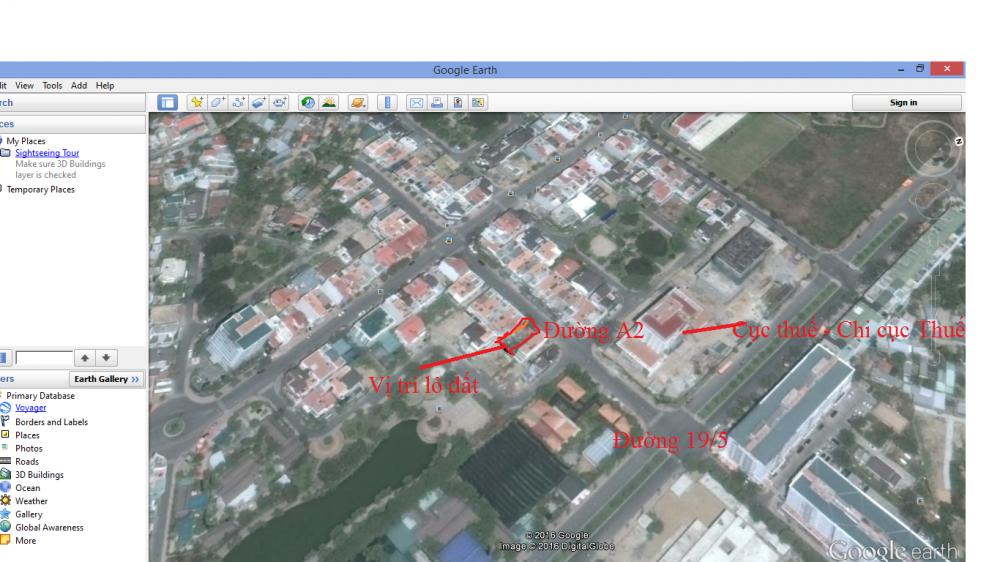 Google Earth
dit View Tools Add Help
rch
Sign in
ces
My Places
Sightseeing Tour
Make sure 3D Buildings
layer is checked
Temporary Places
Đường A2
Cục thuế - Chi cục Thuế
Vị trí lô đất
Đường 19/5
ers
Earth Gallery >>
Primary Database
Voyager
Borders and Labels
Places
Photos
Roads
3D Buildings
Ocean
Weather
Gallery
Global Awareness
More
© 2016 Google
Image © 2016 DigitalGlobe
Google earth